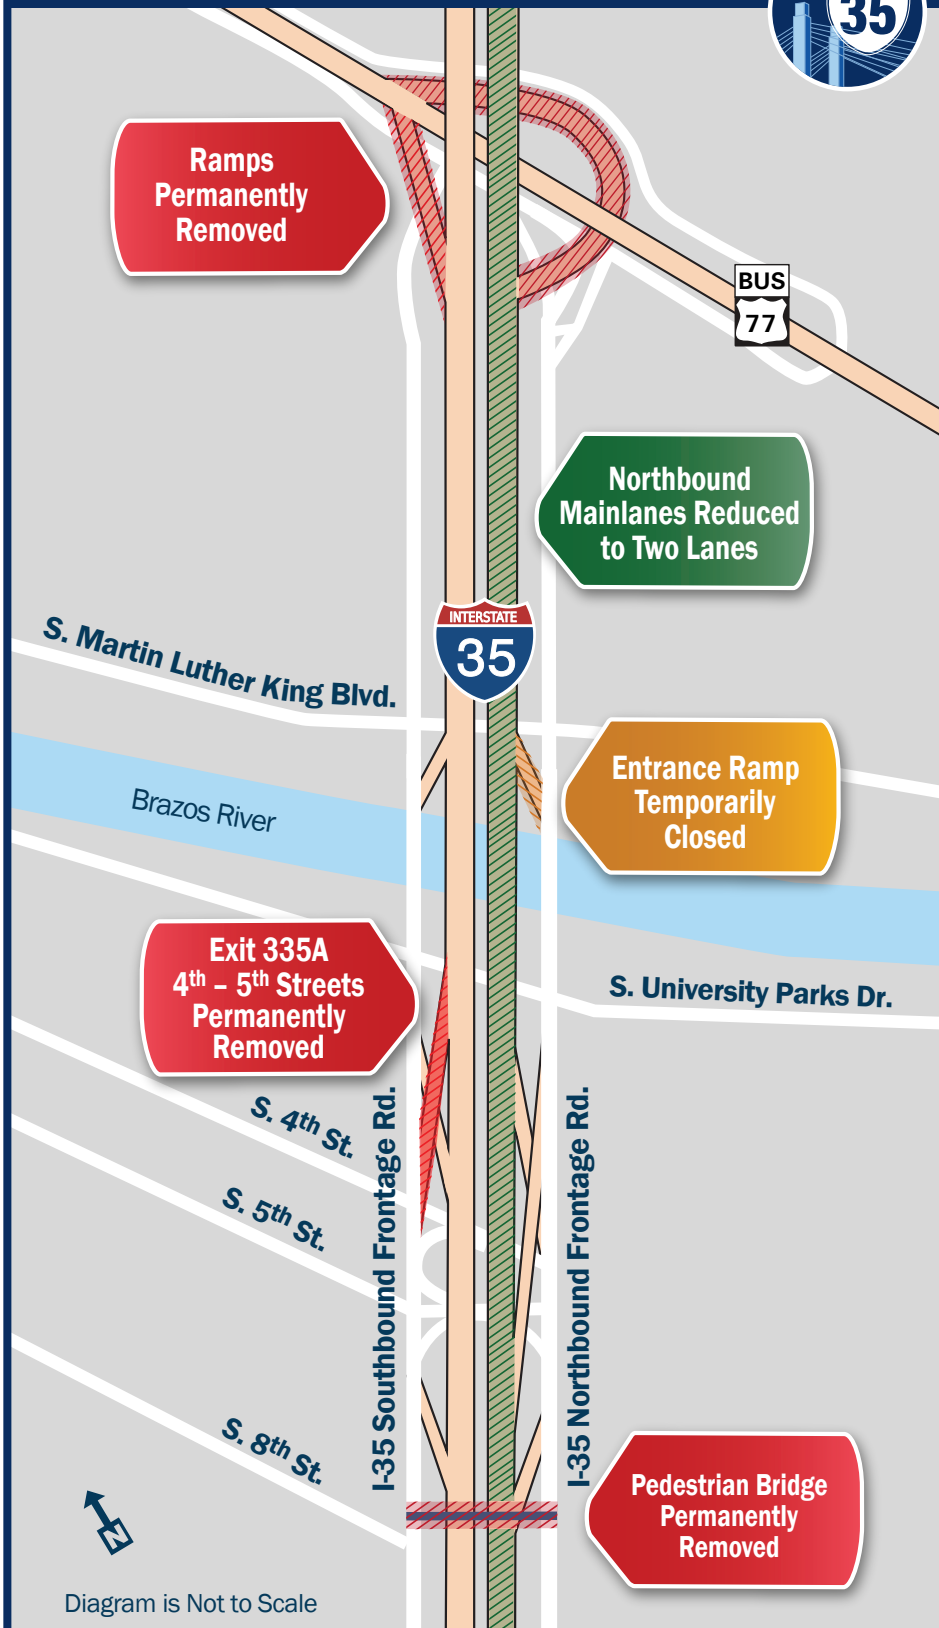 35
Ramps
Permanently
Removed
BUS
77
Northbound
Mainlanes Reduced
to Two Lanes
INTERSTATE
35
S. Martin Luther King Blvd.
Entrance Ramp
Temporarily
Closed
Brazos River
Exit 335A
4th – 5th Streets
Permanently
Removed
S. University Parks Dr.
S. 4th St.
I-35 Southbound Frontage Rd.
I-35 Northbound Frontage Rd.
S. 5th St.
S. 8th St.
Pedestrian Bridge
Permanently
Removed
N
Diagram is Not to Scale